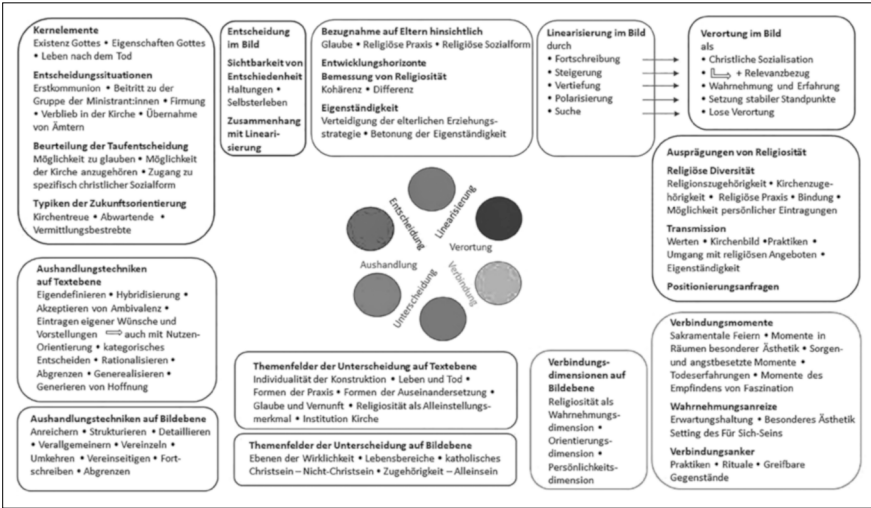 Kernelemente
Existenz Gottes • Eigenschaften Gottes
• Leben nach dem Tod
Entscheidungssituationen
Erstkommunion • Beitritt zu der
Gruppe der Ministrant:innen • Firmung
• Verblieb in der Kirche • Übernahme
von Ämtern
Beurteilung der Taufentscheidung
Möglichkeit zu glauben • Möglichkeit
der Kirche anzugehören • Zugang zu
spezifisch christlicher Sozialform
Typiken der Zukunftsorientierung
Kirchentreue • Abwartende •
Vermittlungsbestrebte
Entscheidung
im Bild
Sichtbarkeit von
Entschiedenheit
Haltungen •
Selbsterleben
Zusammenhang
mit Lineari-
sierung
Bezugnahme auf Eltern hinsichtlich
Glaube • Religiöse Praxis • Religiöse Sozialform
Entwicklungshorizonte
Bemessung von Religiosität
Kohärenz • Differenz
Eigenständigkeit
Verteidigung der elterlichen Erziehungs-
strategie • Betonung der Eigenständigkeit
Linearisierung im Bild
durch
• Fortschreibung
• Steigerung
• Vertiefung
• Polarisierung
• Suche
Verortung im Bild
als
• Christliche Sozialisation
• + Relevanzbezug
• Wahrnehmung und Erfahrung
• Setzung stabiler Standpunkte
• Lose Verortung
Ausprägungen von Religiosität
Religiöse Diversität
Religionszugehörigkeit • Kirchenzuge-
hörigkeit • Religiöse Praxis • Bindung •
Möglichkeit persönlicher Eintragungen
Transmission
Werten • Kirchenbild •Praktiken •
Umgang mit religiösen Angeboten •
Eigenständigkeit
Positionierungsanfragen
Entscheidung
Linearisierung
Verortung
Aushandlung
Unterscheidung
Verbindung
Aushandlungstechniken
auf Textebene
Eigendefinieren • Hybridisierung •
Akzeptieren von Ambivalenz •
Eintragen eigener Wünsche und
Vorstellungen ⇨ auch mit Nutzen-
Orientierung • kategorisches
Entscheiden • Rationalisieren •
Abgrenzen • Generealisieren •
Generieren von Hoffnung
Aushandlungstechniken auf Bildebene
Anreichern • Strukturieren • Detaillieren
• Verallgemeinern • Vereinzeln •
Umkehren • Vereinseitigen • Fort-
schreiben • Abgrenzen
Themenfelder der Unterscheidung auf Textebene
Individualität der Konstruktion • Leben und Tod •
Formen der Praxis • Formen der Auseinandersetzung •
Glaube und Vernunft • Religiosität als Alleinstellungs-
merkmal • Institution Kirche
Themenfelder der Unterscheidung auf Bildebene
Ebenen der Wirklichkeit • Lebensbereiche • katholisches
Christsein – Nicht-Christsein • Zugehörigkeit – Alleinsein
Verbindungs-
dimensionen auf
Bildebene
Religiosität als
Wahrnehmungs-
dimension •
Orientierungs-
dimension •
Persönlichkeits-
dimension
Verbindungsmomente
Sakramentale Feiern • Momente in
Räumen besonderer Ästhetik • Sorgen-
und angstbesetzte Momente •
Todeserfahrungen • Momente des
Empfindens von Faszination
Wahrnehmungsanreize
Erwartungshaltung • Besonderes Ästhetik
Setting des Für Sich-Seins
Verbindungsanker
Praktiken • Rituale • Greifbare
Gegenstände